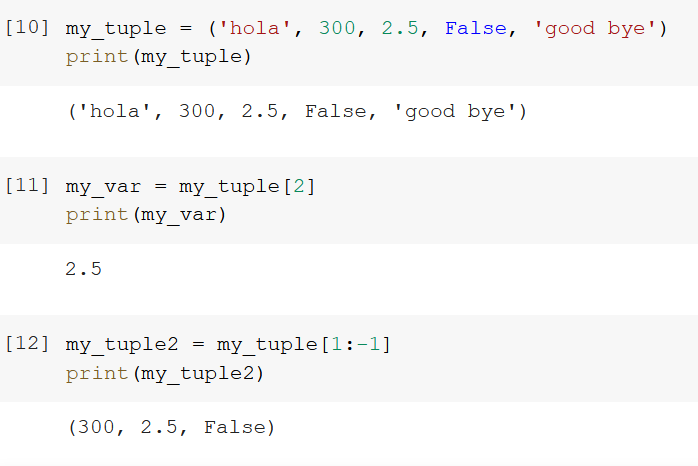 [10] my_tuple = ('hola', 300, 2.5, False, 'good bye')
print(my_tuple)
('hola', 300, 2.5, False, 'good bye')
[11] my_var = my_tuple[2]
print(my_var)
2.5
[12] my_tuple2 = my_tuple[1:-1]
print(my_tuple2)
(300, 2.5, False)